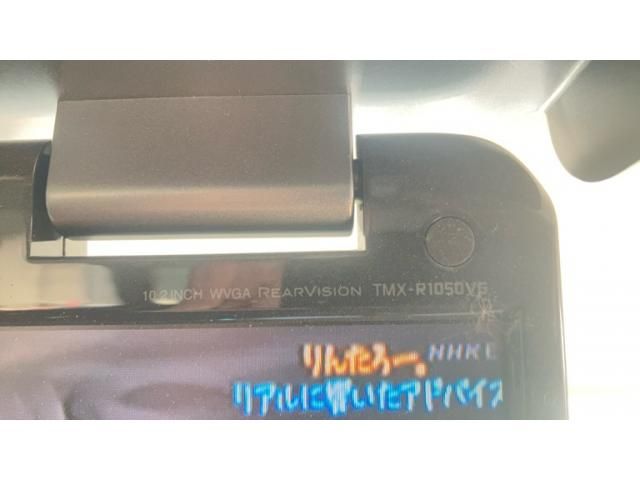 10.2INCH WVGA REARVISION TMX-R1050VG
りんたろー。 NHK E
リアルに響いたアドバイス